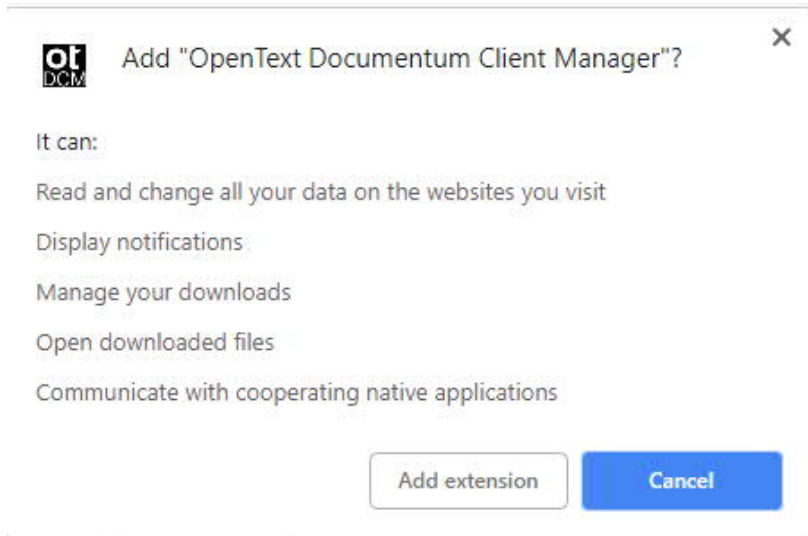 ot
DCM
Add "OpenText Documentum Client Manager"?
It can:
Read and change all your data on the websites you visit
Display notifications
Manage your downloads
Open downloaded files
Communicate with cooperating native applications
Add extension
Cancel